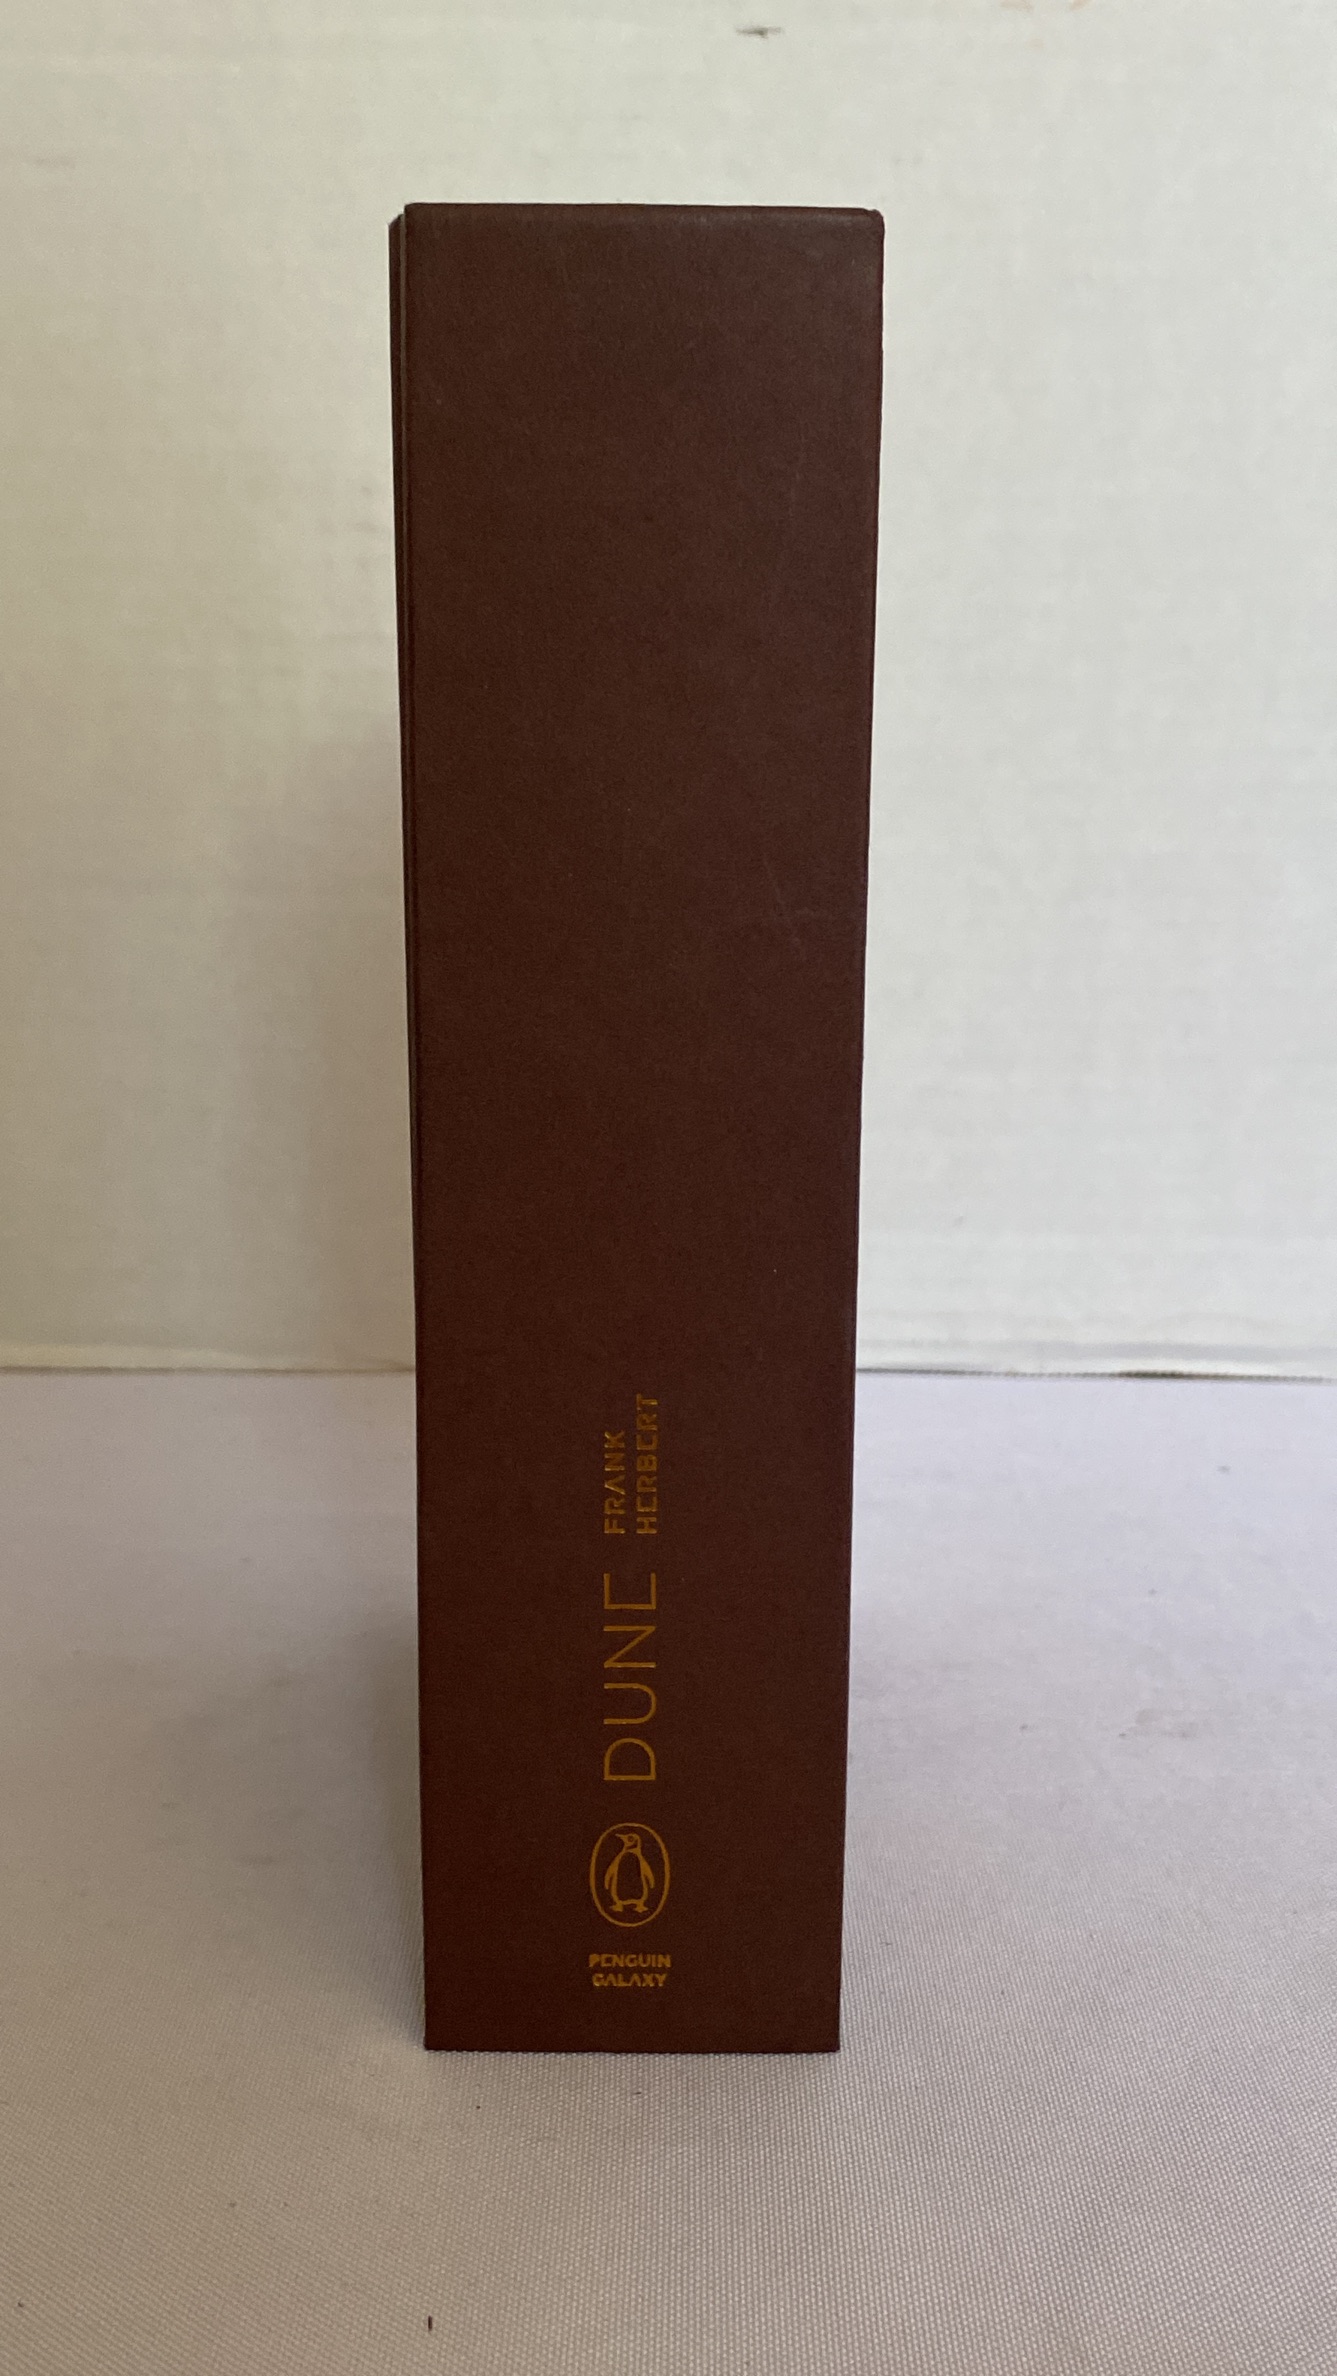 DUNE
FRANK
HERBERT
PENGUIN
GALAXY